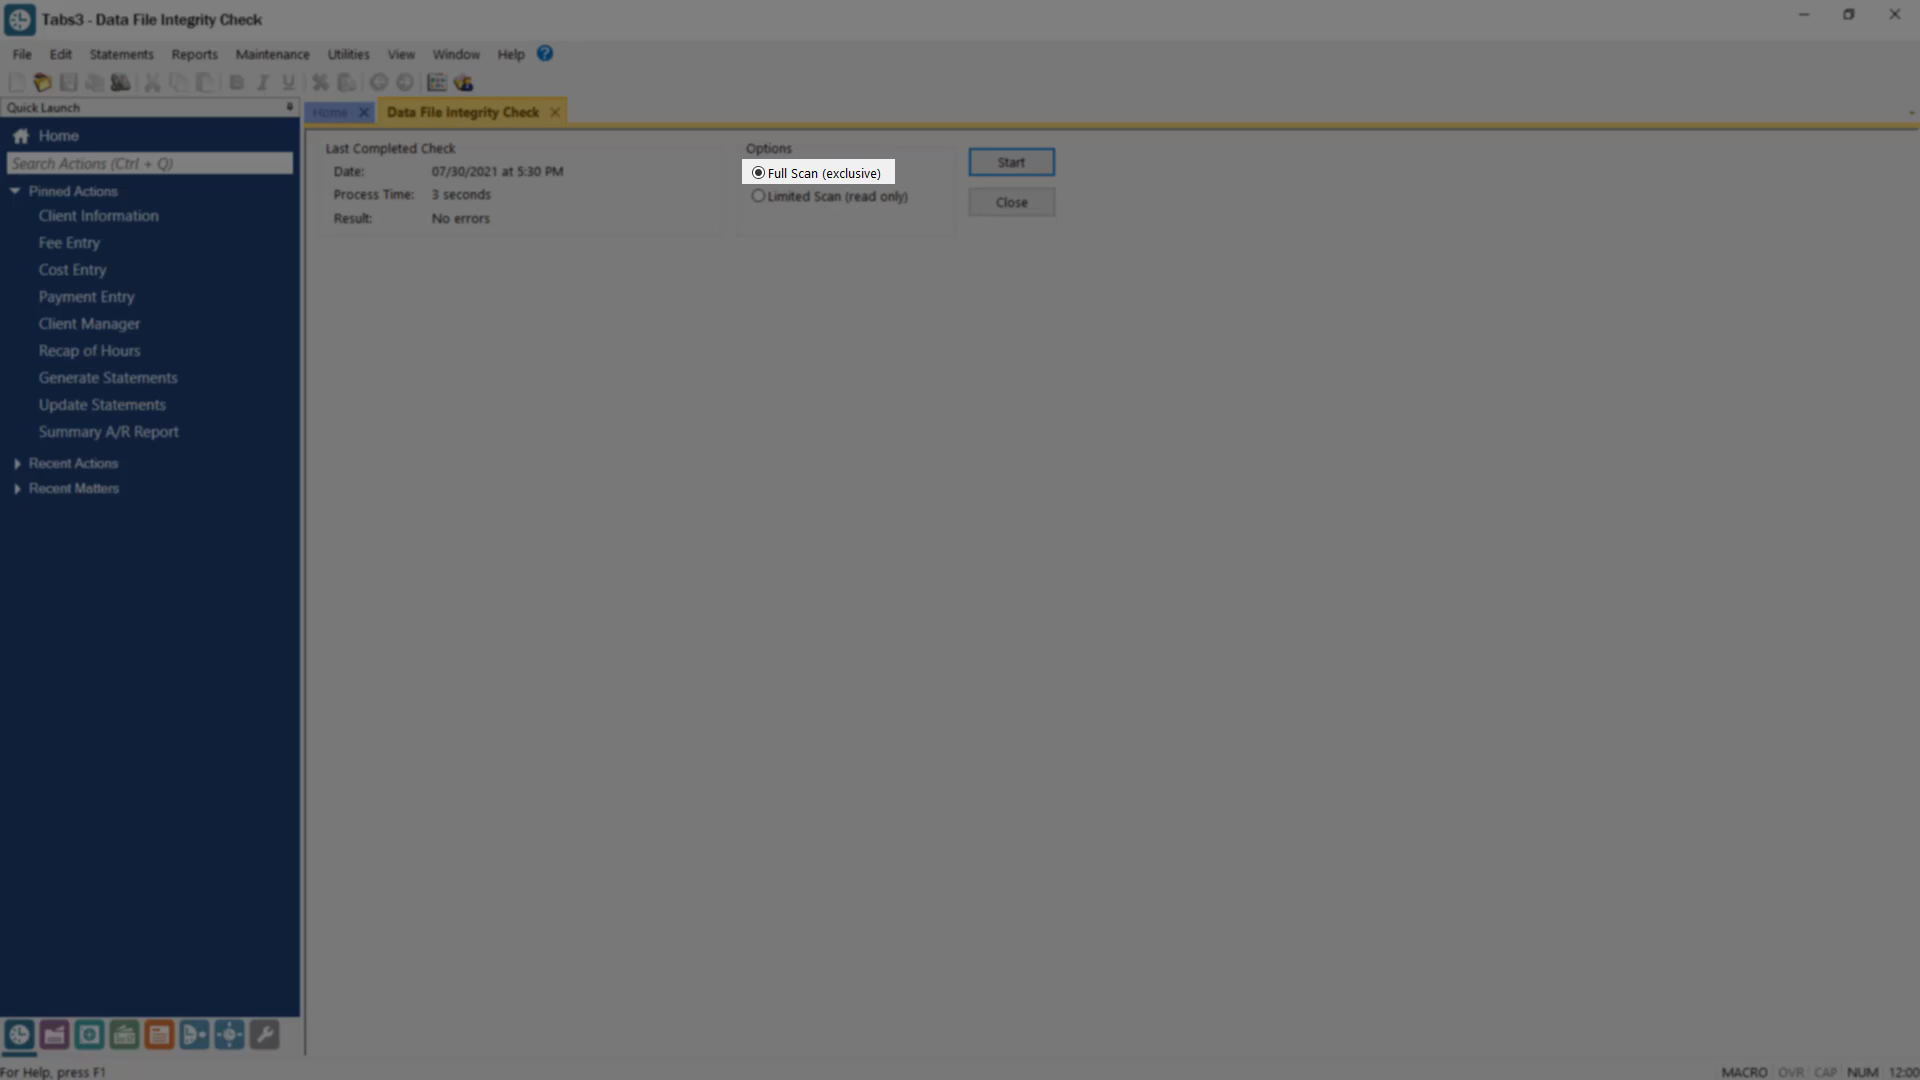 Tabs3 - Data File Integrity Check
File Edit Statements Reports Maintenance Utilities View Window Help
Quick Launch
Home
Search Actions (Ctrl + Q)
Pinned Actions
Client Information
Fee Entry
Cost Entry
Payment Entry
Client Manager
Recap of Hours
Generate Statements
Update Statements
Summary A/R Report
Recent Actions
Recent Matters
Home
Data File Integrity Check
Last Completed Check
Date: 07/30/2021 at 5:30 PM
Process Time: 3 seconds
Result: No errors
Options
Full Scan (exclusive)
Limited Scan (read only)
Start
Close
For Help, press F1
MACRO OVR CAP NUM 12:00